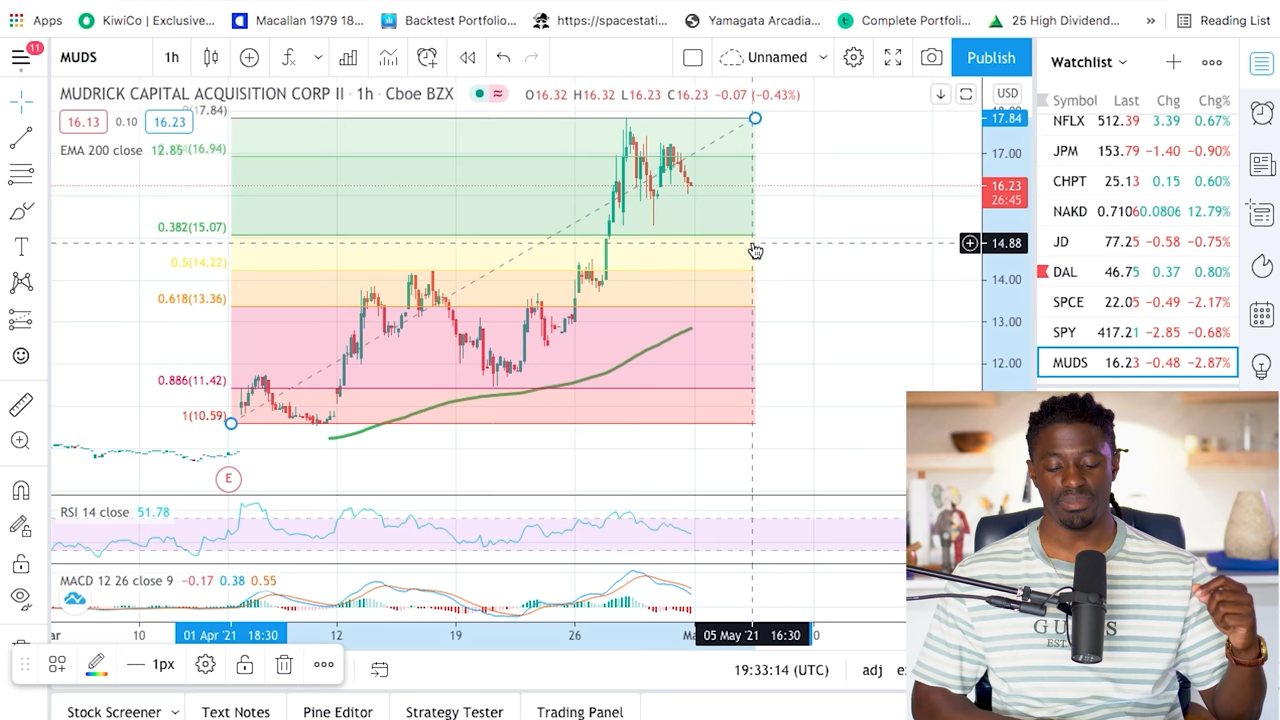 Apps KiwiCo | Exclusive... Macallan 1979 18... Backtest Portfolio... https://spacestati... Yamagata Arcadia... Complete Portfolio... 25 High Dividend... » Reading List
11
MUDS 1h Unnamed Publish
Watchlist
MUDRICK CAPITAL ACQUISITION CORP II · 1h · Cboe BZX O16.32 H16.32 L16.23 C16.23 −0.07 (−0.43%)
USD
Symbol Last Chg Chg%
16.13 0.10 16.23
EMA 200 close 12.85
(17.84)
(16.94)
0.382(15.07)
0.5(14.22)
0.618(13.36)
0.886(11.42)
1(10.59)
18.00
17.84
17.00
16.23
26:45
14.88
14.00
13.00
12.00
NFLX 512.39 3.39 0.67%
JPM 153.79 −1.40 −0.90%
CHPT 25.13 0.15 0.60%
NAKD 0.7106 0.0806 12.79%
JD 77.25 −0.58 −0.75%
DAL 46.75 0.37 0.80%
SPCE 22.05 −0.49 −2.17%
SPY 417.21 −2.85 −0.68%
MUDS 16.23 −0.48 −2.87%
E
RSI 14 close 51.78
MACD 12 26 close 9 −0.17 0.38 0.55
ar 10 01 Apr '21 18:30 12 19 26 Ma 05 May '21 16:30 0
1px
19:33:14 (UTC) adj
GUESS
Stock Screener Text Notes Pine Editor Strategy Tester Trading Panel